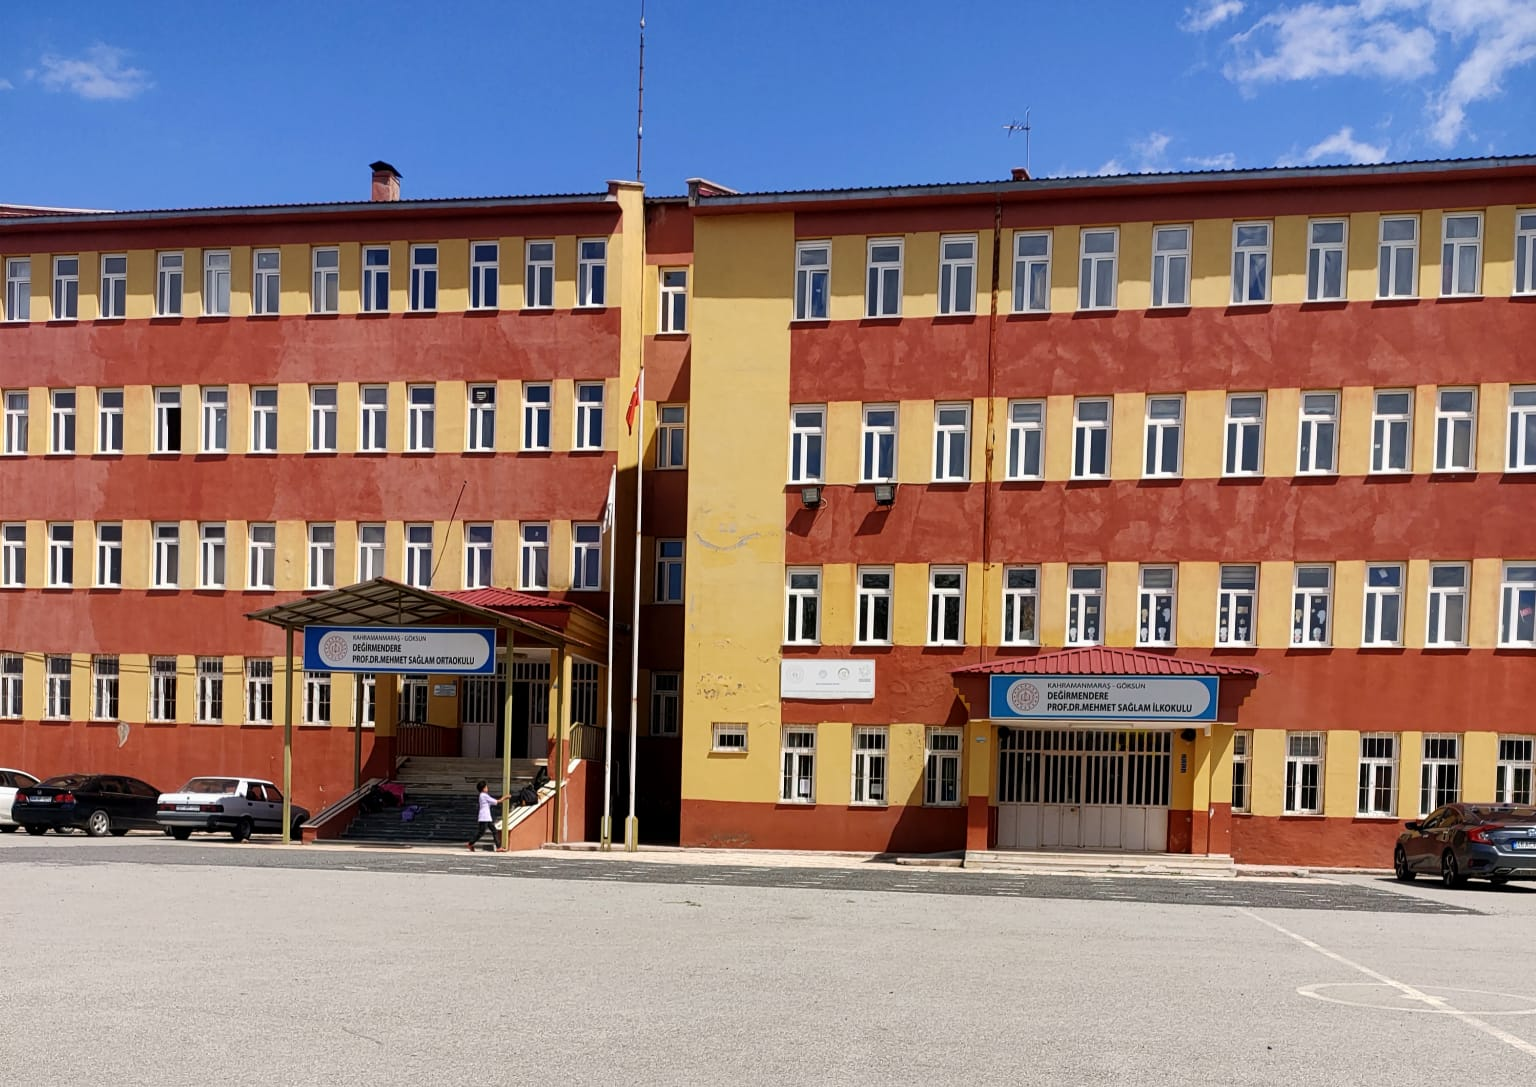 KAHRAMANMARAŞ - GÖKSUN
DEĞİRMENDERE
PROF.DR.MEHMET SAĞLAM ORTAOKULU
KAHRAMANMARAŞ - GÖKSUN
DEĞİRMENDERE
PROF.DR.MEHMET SAĞLAM İLKOKULU